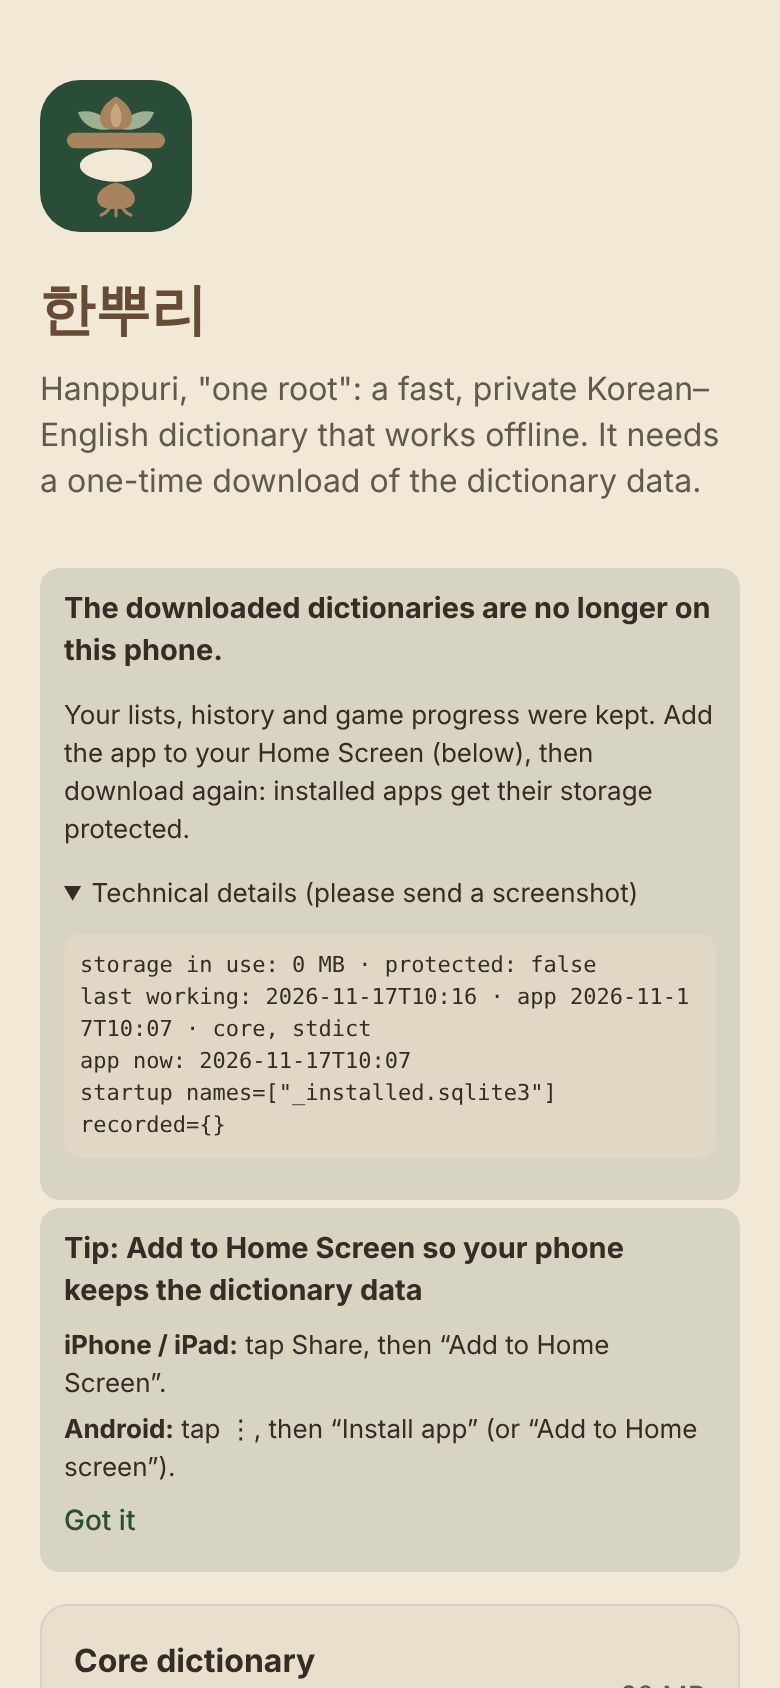 한뿌리
Hanppuri, "one root": a fast, private Korean–
English dictionary that works offline. It needs
a one-time download of the dictionary data.
The downloaded dictionaries are no longer on
this phone.
Your lists, history and game progress were kept. Add
the app to your Home Screen (below), then
download again: installed apps get their storage
protected.
▼ Technical details (please send a screenshot)
storage in use: 0 MB · protected: false
last working: 2026-11-17T10:16 · app 2026-11-1
7T10:07 · core, stdict
app now: 2026-11-17T10:07
startup names=["_installed.sqlite3"]
recorded={}
Tip: Add to Home Screen so your phone
keeps the dictionary data
iPhone / iPad: tap Share, then “Add to Home
Screen”.
Android: tap ⋮, then “Install app” (or “Add to Home
screen”).
Got it
Core dictionary